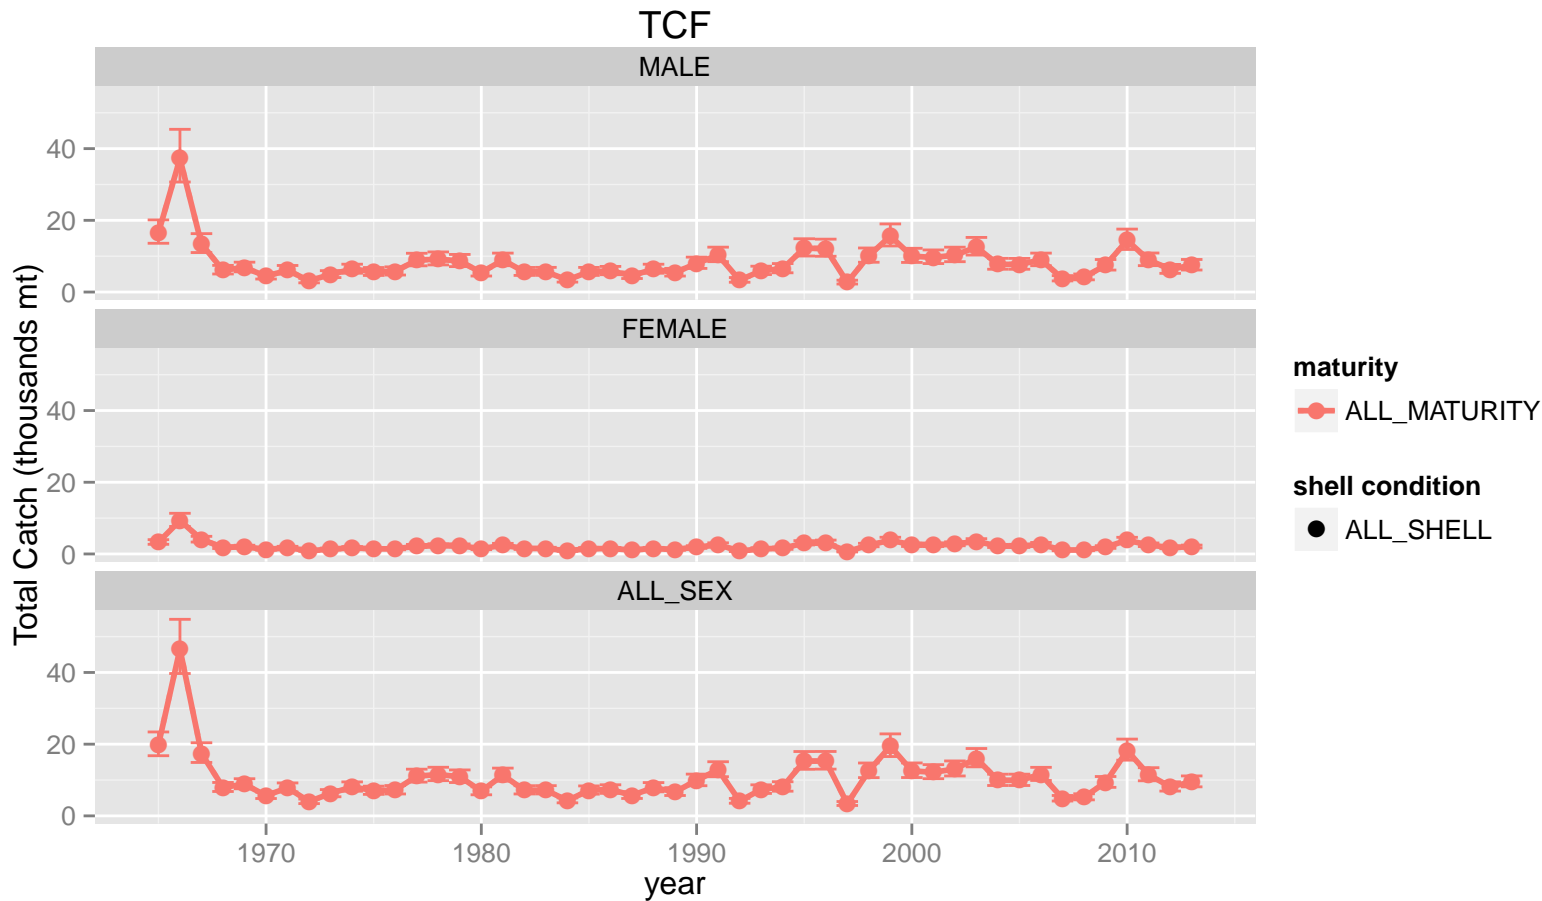 TCF
MALE
40
20
0
FEMALE
40
20
0
ALL_SEX
40
20
0
1970 1980 1990 2000 2010
year
Total Catch (thousands mt)
maturity
ALL_MATURITY
shell condition
ALL_SHELL